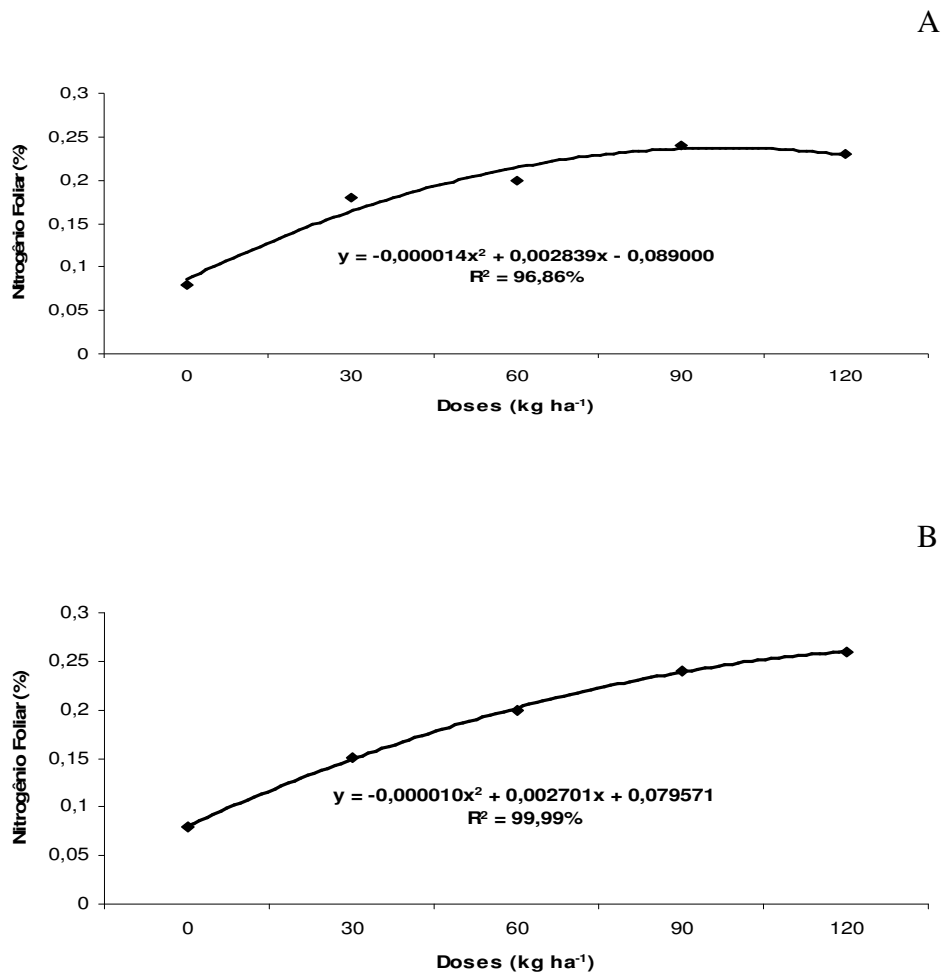 A
0,3
0,25
0,2
0,15
0,1
0,05
0
Nitrogênio Foliar (%)
y = -0,000014x² + 0,002839x - 0,089000
R² = 96,86%
0 30 60 90 120
Doses (kg ha⁻¹)
B
0,3
0,25
0,2
0,15
0,1
0,05
0
Nitrogênio Foliar (%)
y = -0,000010x² + 0,002701x + 0,079571
R² = 99,99%
0 30 60 90 120
Doses (kg ha⁻¹)